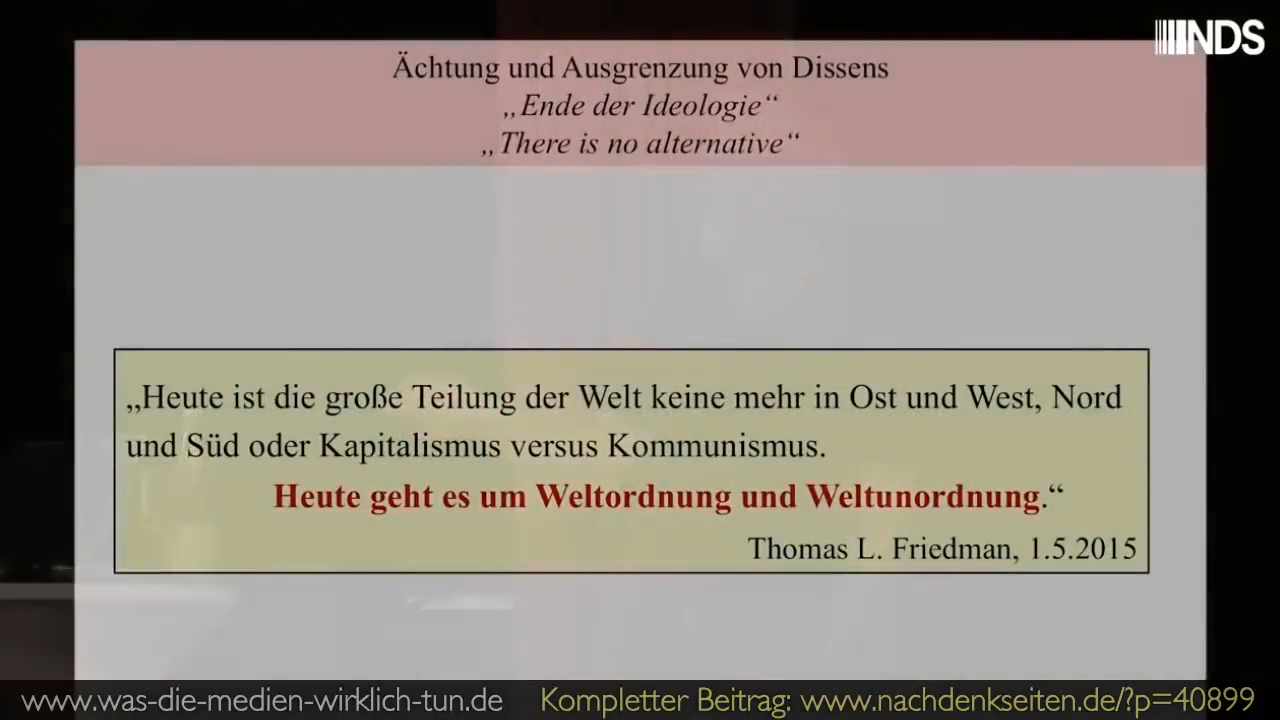 NDS
Ächtung und Ausgrenzung von Dissens
„Ende der Ideologie“
„There is no alternative“
„Heute ist die große Teilung der Welt keine mehr in Ost und West, Nord
und Süd oder Kapitalismus versus Kommunismus.
Heute geht es um Weltordnung und Weltunordnung.“
Thomas L. Friedman, 1.5.2015
www.was-die-medien-wirklich-tun.de Kompletter Beitrag: www.nachdenkseiten.de/?p=40899